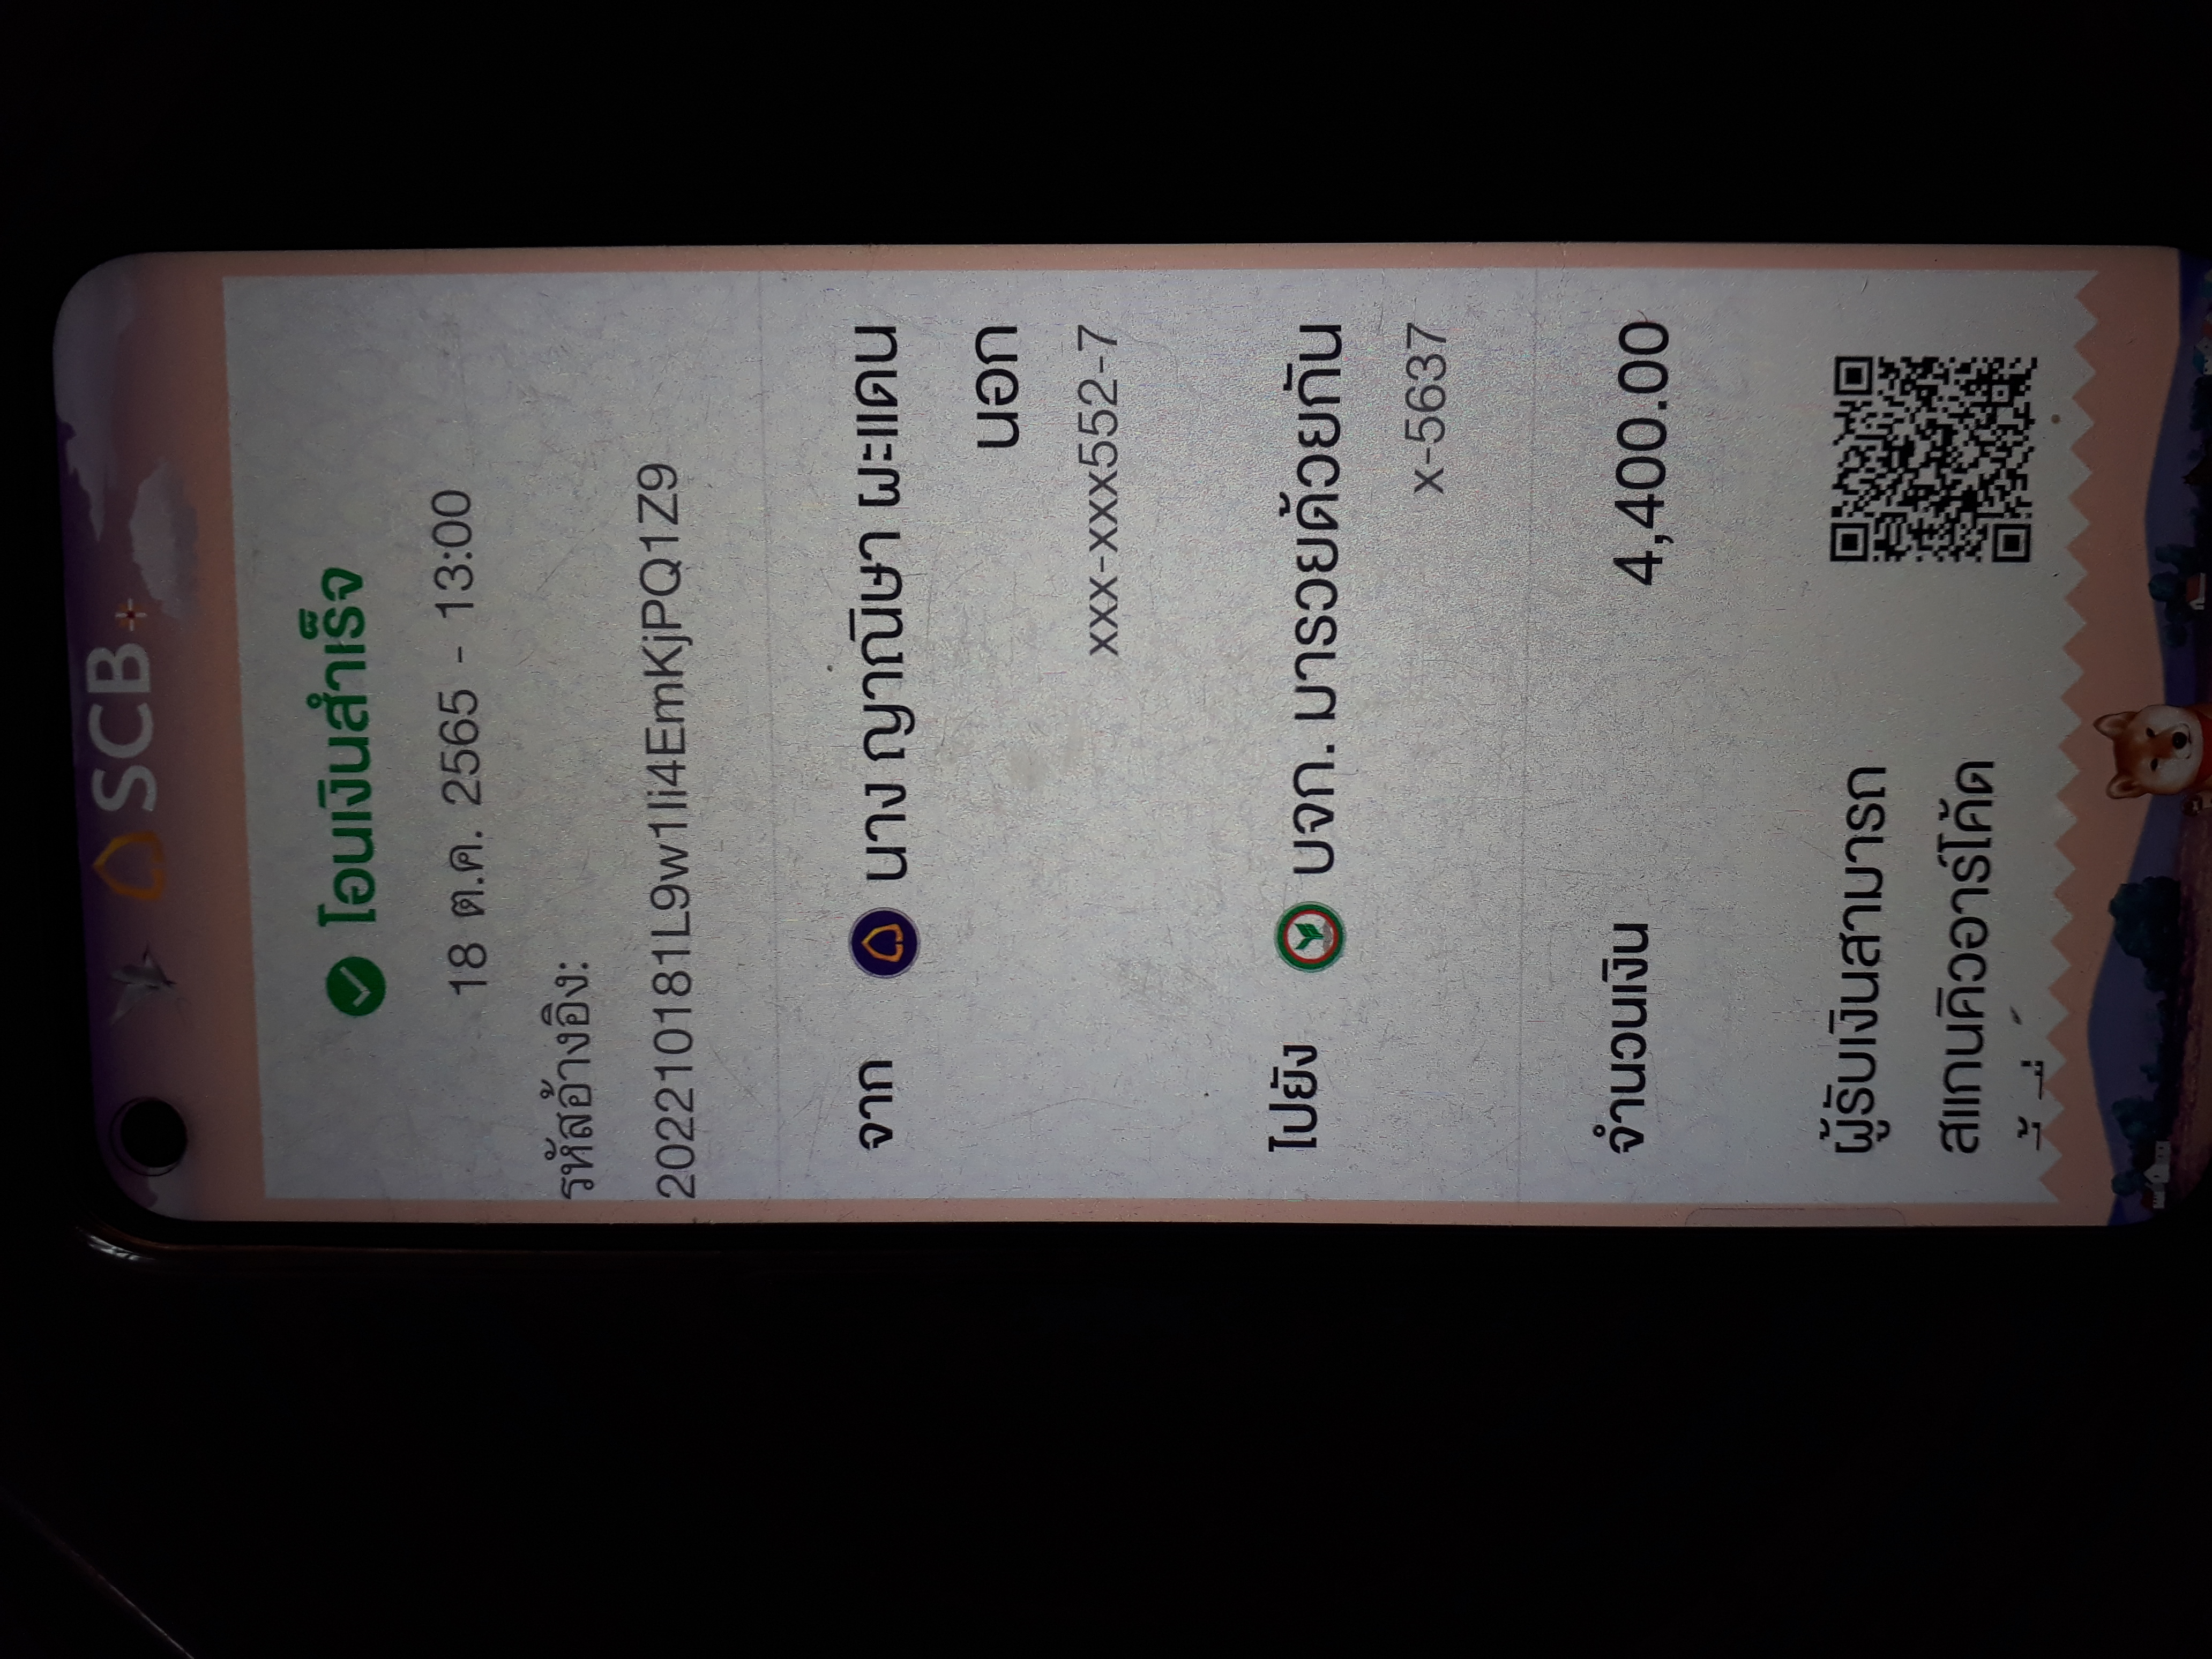 SCB+
โอนเงินสำเร็จ
18 ต.ค. 2565 - 13:00
รหัสอ้างอิง:
202210181L9w1Ii4EmKjPQ1Z9
จาก นาง ญาณิษา ผะแดน
นอก
xxx-xxx552-7
ไปยัง บจก. มารวยด้วยกัน
x-5637
จำนวนเงิน 4,400.00
ผู้รับเงินสามารถ
สแกนคิวอาร์โค้ด